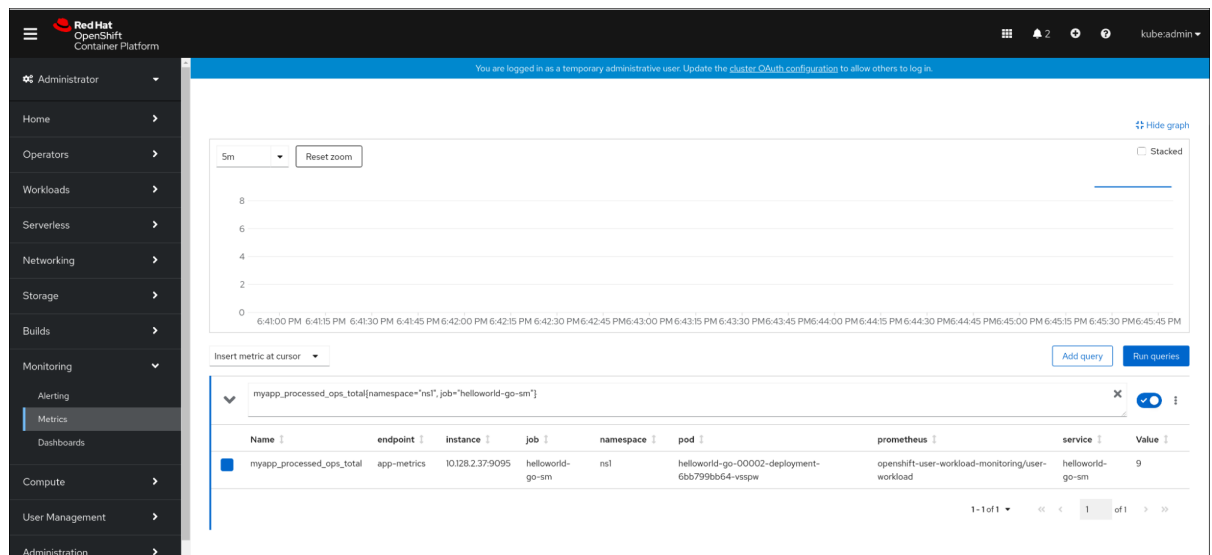 Red Hat
OpenShift
Container Platform
2
kube:admin
Administrator
You are logged in as a temporary administrative user. Update the cluster OAuth configuration to allow others to log in.
Home
Operators
Workloads
Serverless
Networking
Storage
Builds
Monitoring
Alerting
Metrics
Dashboards
Compute
User Management
Administration
Hide graph
5m
Reset zoom
Stacked
8
6
4
2
0
6:41:00 PM 6:41:15 PM 6:41:30 PM 6:41:45 PM 6:42:00 PM 6:42:15 PM 6:42:30 PM 6:42:45 PM 6:43:00 PM 6:43:15 PM 6:43:30 PM 6:43:45 PM 6:44:00 PM 6:44:15 PM 6:44:30 PM 6:44:45 PM 6:45:00 PM 6:45:15 PM 6:45:30 PM 6:45:45 PM
Insert metric at cursor
Add query
Run queries
myapp_processed_ops_total{namespace="ns1", job="helloworld-go-sm"}
Name endpoint instance job namespace pod prometheus service Value
myapp_processed_ops_total app-metrics 10.128.2.37:9095 helloworld- ns1 helloworld-go-00002-deployment- openshift-user-workload-monitoring/user- helloworld- 9
go-sm 6bb799bb64-vsspw workload go-sm
1 - 1 of 1
1 of 1